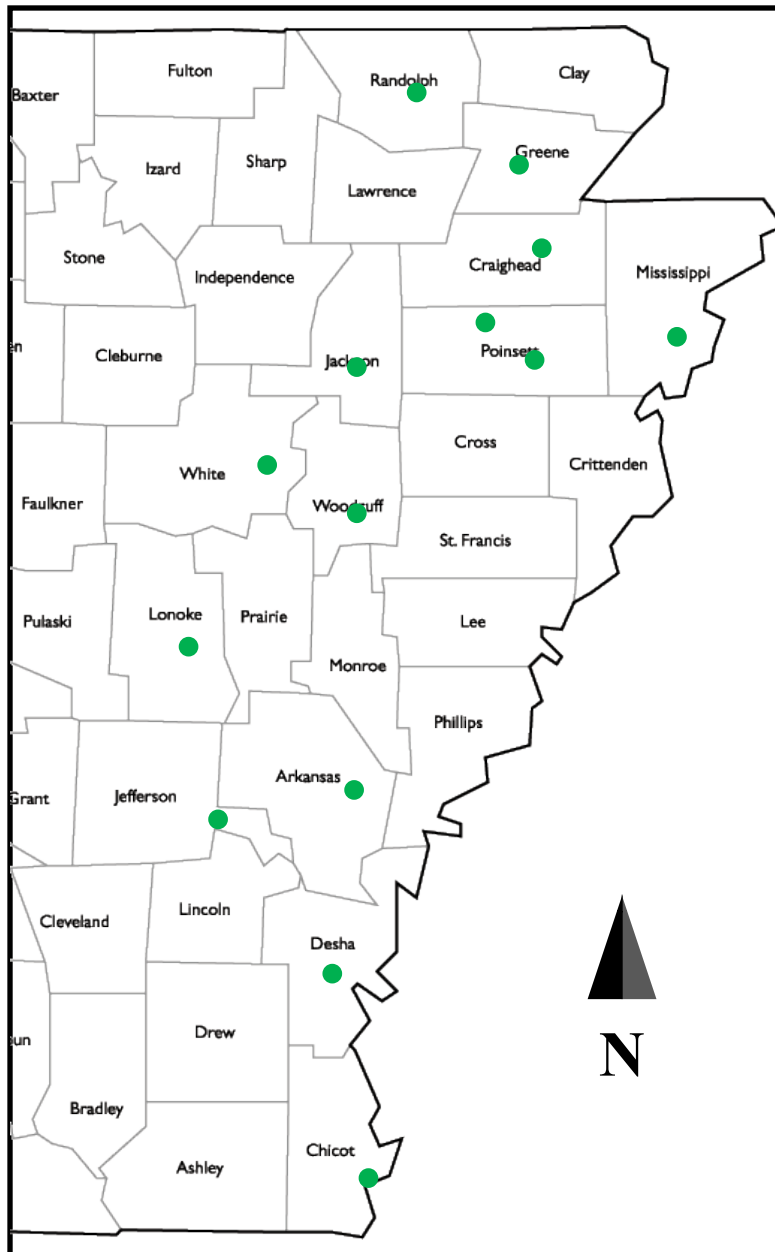 Fulton
Randolph
Clay
Baxter
Greene
Sharp
Izard
Lawrence
Stone
Craighead
Independence
Mississippi
Poinsett
Cleburne
Jackson
Cross
White
Crittenden
Faulkner
Woodruff
St. Francis
Lonoke
Prairie
Pulaski
Lee
Monroe
Phillips
Arkansas
Jefferson
Grant
Lincoln
Cleveland
Desha
Drew
un
N
Bradley
Chicot
Ashley